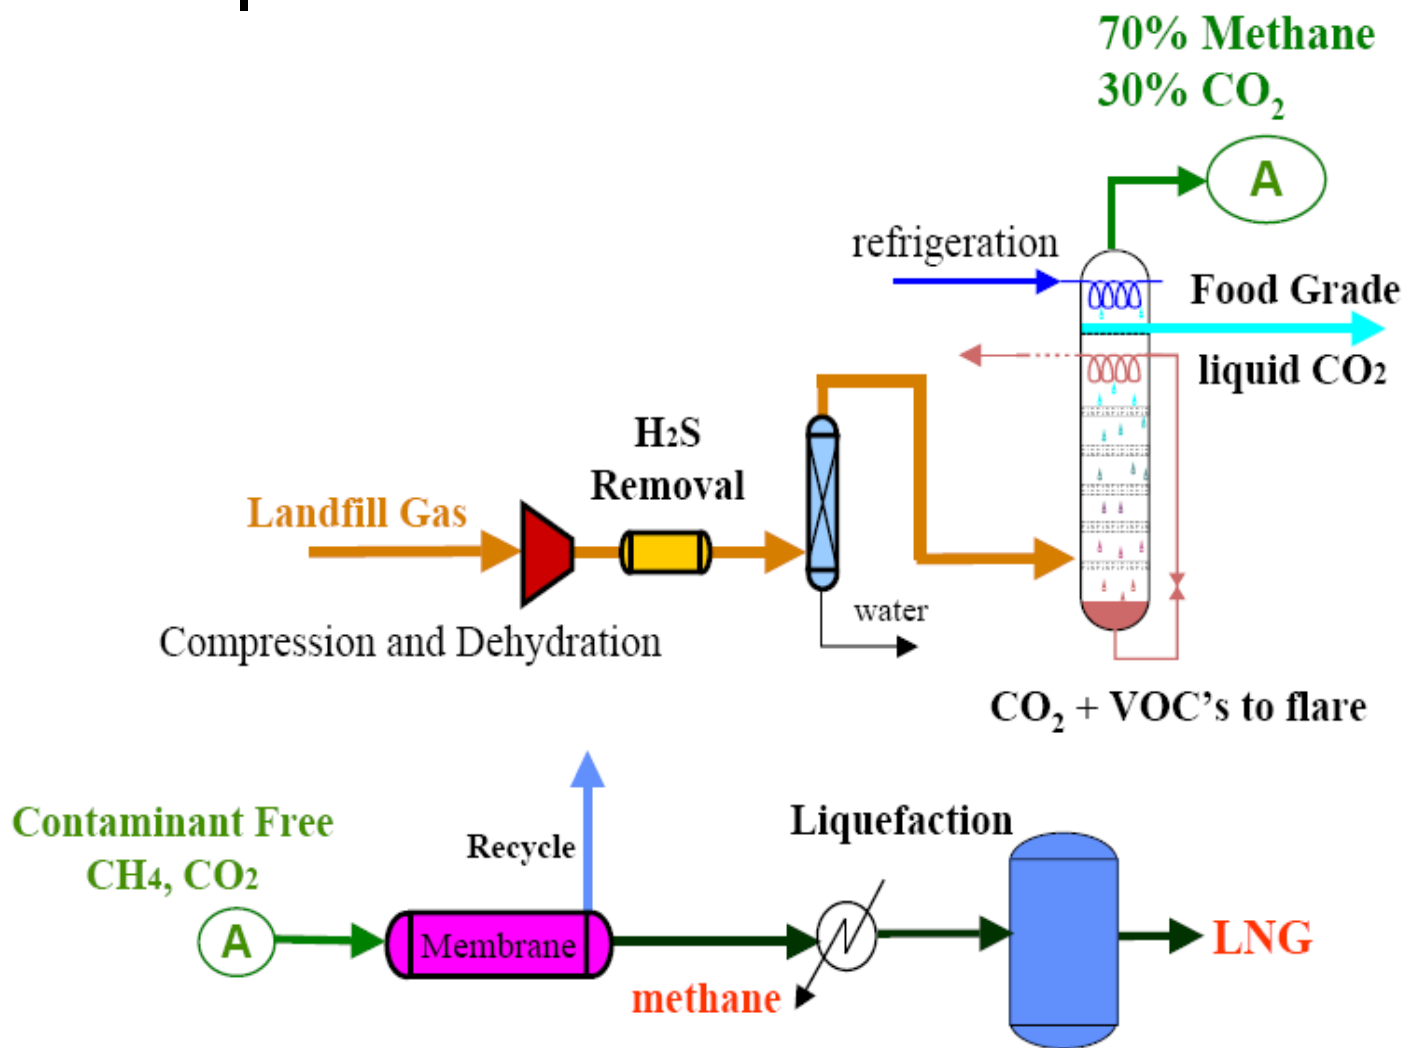 70% Methane
30% CO₂
A
refrigeration
Food Grade
liquid CO2
H2S
Removal
Landfill Gas
water
Compression and Dehydration
CO₂ + VOC’s to flare
Contaminant Free
CH4, CO2
Recycle
Liquefaction
A
Membrane
methane
LNG